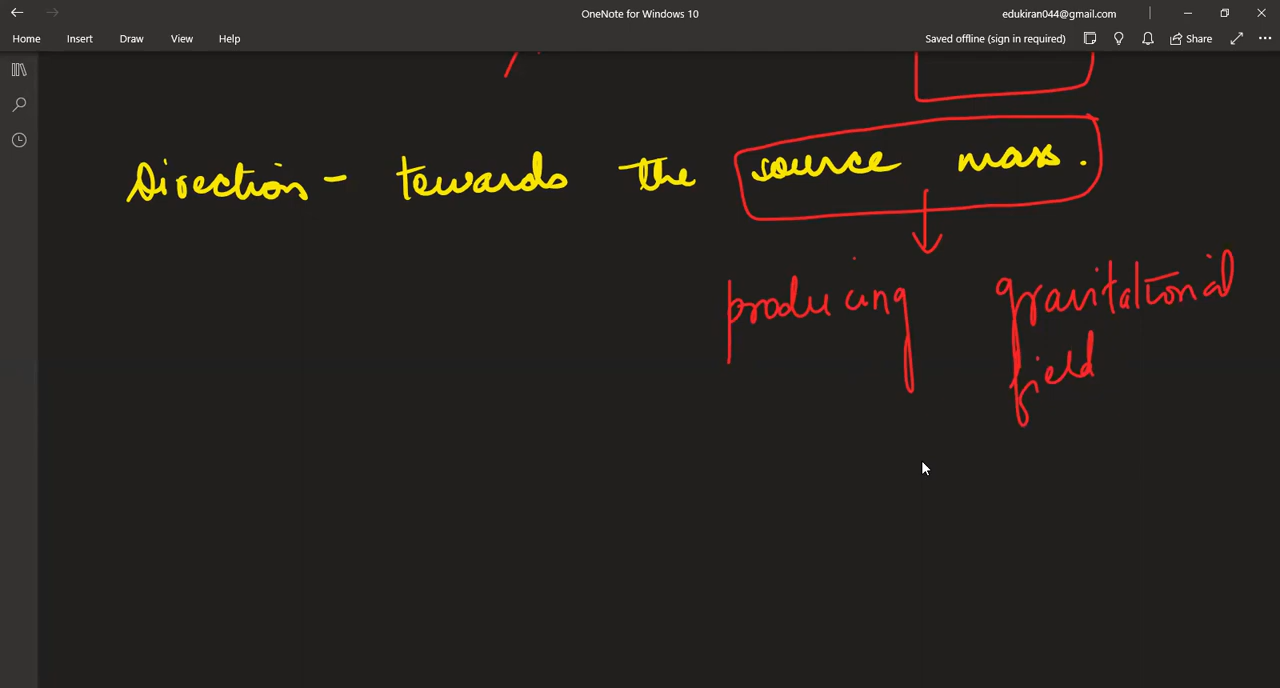 OneNote for Windows 10
edukiran044@gmail.com
Home Insert Draw View Help
Saved offline (sign in required) Share
Direction - towards the source mass.
producing gravitational
field